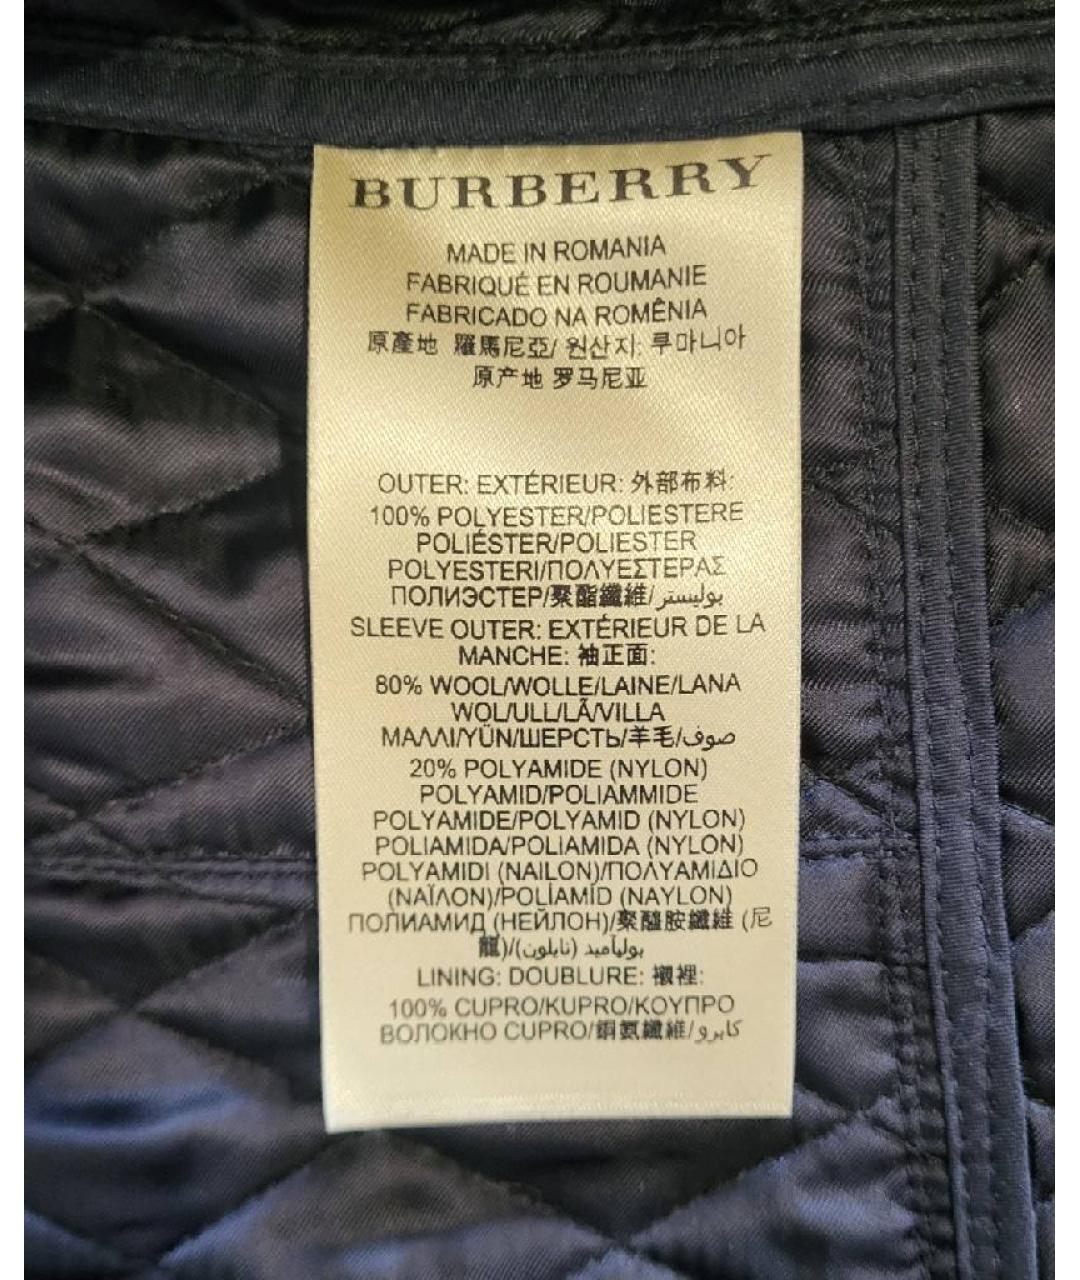 BURBERRY
MADE IN ROMANIA
FABRIQUÉ EN ROUMANIE
FABRICADO NA ROMÊNIA
原產地 羅馬尼亞/ 원산지: 루마니아
原产地 罗马尼亚
OUTER: EXTÉRIEUR: 外部布料:
100% POLYESTER/POLIESTERE
POLIÉSTER/POLIESTER
POLYESTERI/ΠΟΛΥΕΣΤΕΡΑΣ
ПОЛИЭСТЕР/聚酯纖維/بوليستر
SLEEVE OUTER: EXTÉRIEUR DE LA
MANCHE: 袖正面:
80% WOOL/WOLLE/LAINE/LANA
WOL/ULL/LÃ/VILLA
ΜΑΛΛΙ/YÜN/ШЕРСТЬ/羊毛/صوف
20% POLYAMIDE (NYLON)
POLYAMID/POLIAMMIDE
POLYAMIDE/POLYAMID (NYLON)
POLIAMIDA/POLIAMIDA (NYLON)
POLYAMIDI (NAILON)/ΠΟΛΥΑΜΙΔΙΟ
(ΝΑΪΛΟΝ)/POLİAMİD (NAYLON)
ПОЛИАМИД (НЕЙЛОН)/聚醯胺纖維 (尼
龍)/بولياميد (نايلون)
LINING: DOUBLURE: 襯裡:
100% CUPRO/KUPRO/ΚΟΥΠΡΟ
ВОЛОКНО CUPRO/銅氨纖維/كابرو